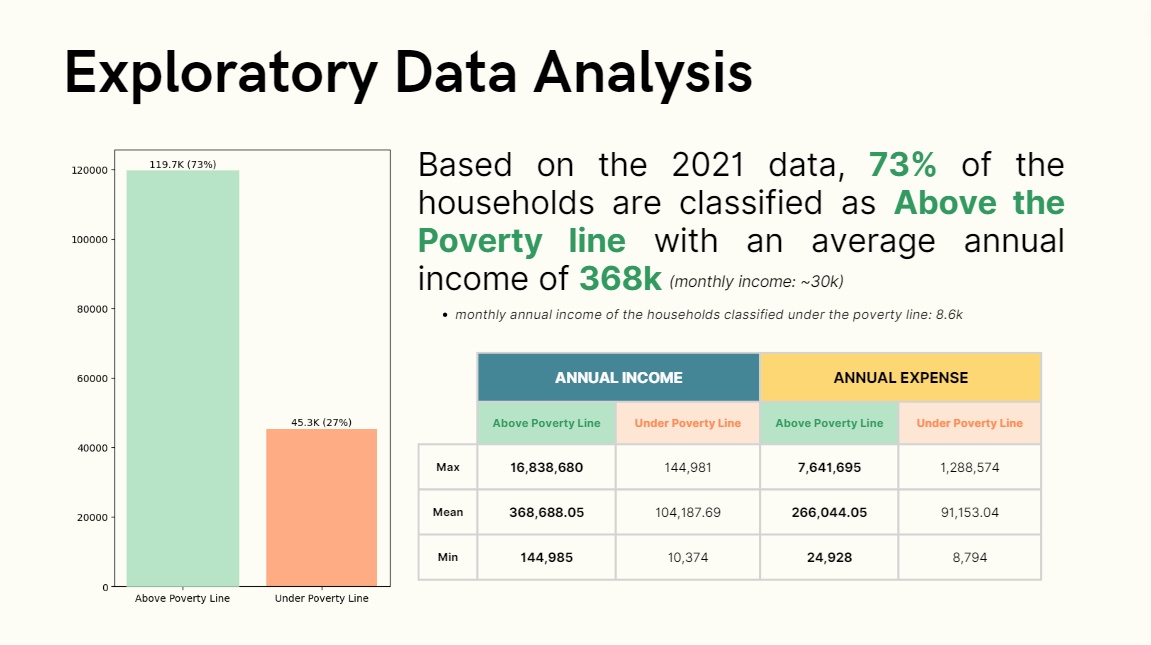 Exploratory Data Analysis
120000
100000
80000
60000
40000
20000
0
119.7K (73%)
45.3K (27%)
Above Poverty Line
Under Poverty Line
Based on the 2021 data, 73% of the
households are classified as Above the
Poverty line with an average annual
income of 368k (monthly income: ~30k)
• monthly annual income of the households classified under the poverty line: 8.6k
ANNUAL INCOME ANNUAL EXPENSE
Above Poverty Line Under Poverty Line Above Poverty Line Under Poverty Line
Max 16,838,680 144,981 7,641,695 1,288,574
Mean 368,688.05 104,187.69 266,044.05 91,153.04
Min 144,985 10,374 24,928 8,794